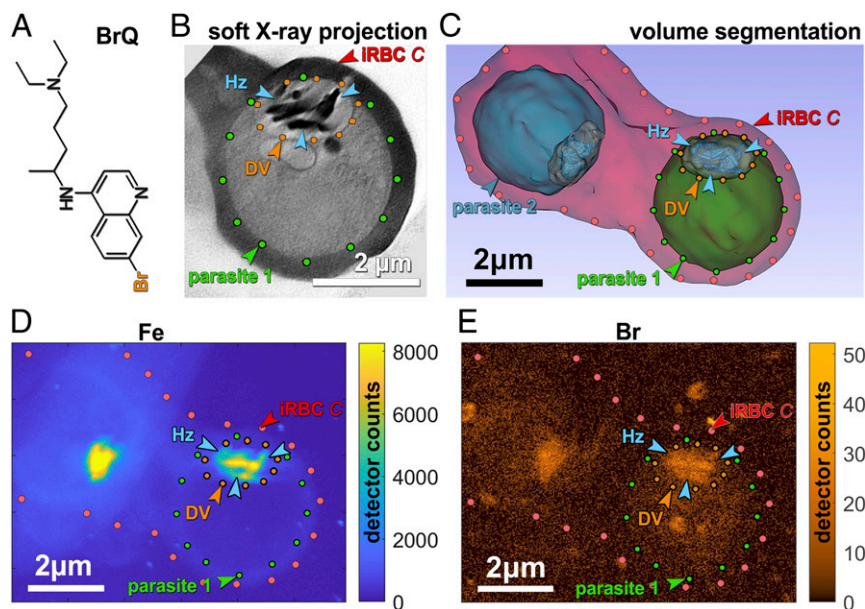 A
BrQ
N
HN
N
Br
B
soft X-ray projection
iRBC C
Hz
DV
parasite 1
2 µm
C
volume segmentation
iRBC C
Hz
DV
parasite 2
parasite 1
2µm
D
Fe
iRBC C
Hz
DV
parasite 1
2µm
8000
6000
4000
2000
0
detector counts
E
Br
iRBC C
Hz
DV
parasite 1
2µm
50
40
30
20
10
0
detector counts